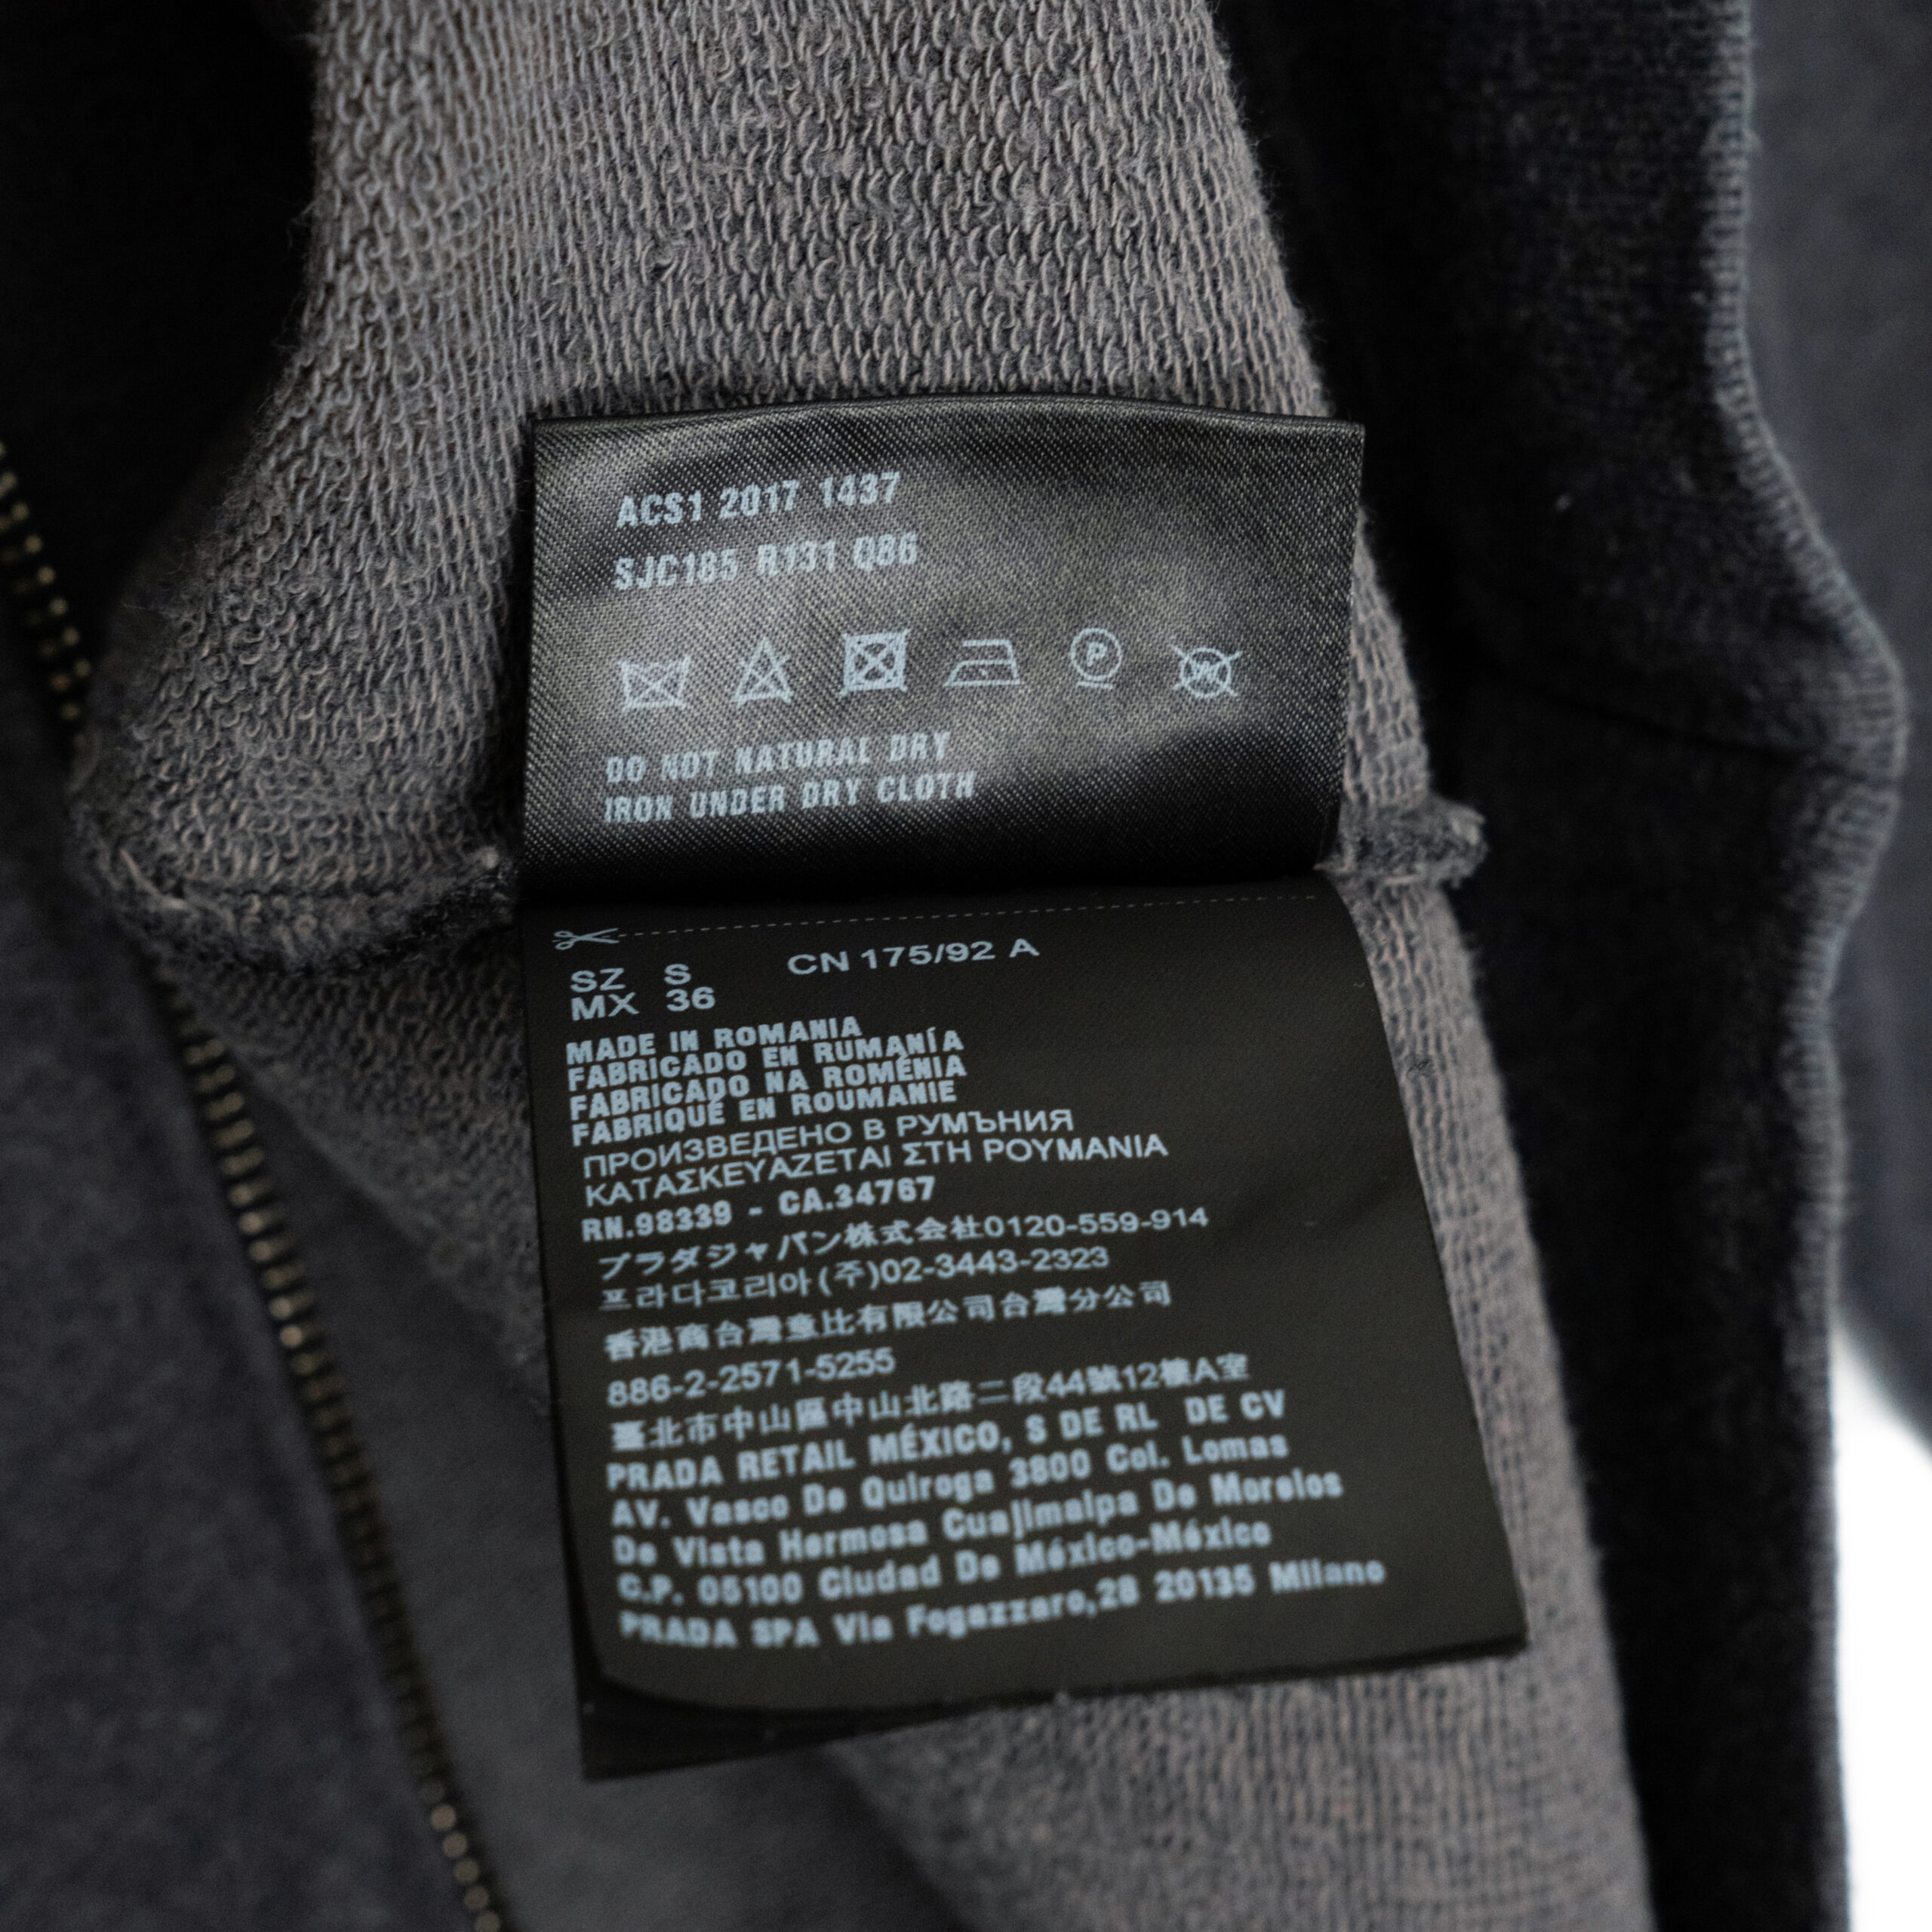 ACS1 2017 1437
SJC185 R131 Q86
P
W
DO NOT NATURAL DRY
IRON UNDER DRY CLOTH
SZ S CN 175/92 A
MX 36
MADE IN ROMANIA
FABRICADO EN RUMANÍA
FABRICADO NA ROMÉNIA
FABRIQUÉ EN ROUMANIE
ПРОИЗВЕДЕНО В РУМЪНИЯ
ΚΑΤΑΣΚΕΥΑΖΕΤΑΙ ΣΤΗ ΡΟΥΜΑΝΙΑ
RN.98339 - CA.34767
プラダジャパン株式会社0120-559-914
프라다코리아(주)02-3443-2323
香港商台灣意比有限公司台灣分公司
886-2-2571-5255
臺北市中山區中山北路二段44號12樓A室
PRADA RETAIL MÉXICO, S DE RL DE CV
AV. Vasco De Quiroga 3800 Col. Lomas
De Vista Hermosa Cuajimalpa De Morelos
C.P. 05100 Ciudad De México-México
PRADA SPA Via Fogazzaro,28 20135 Milano